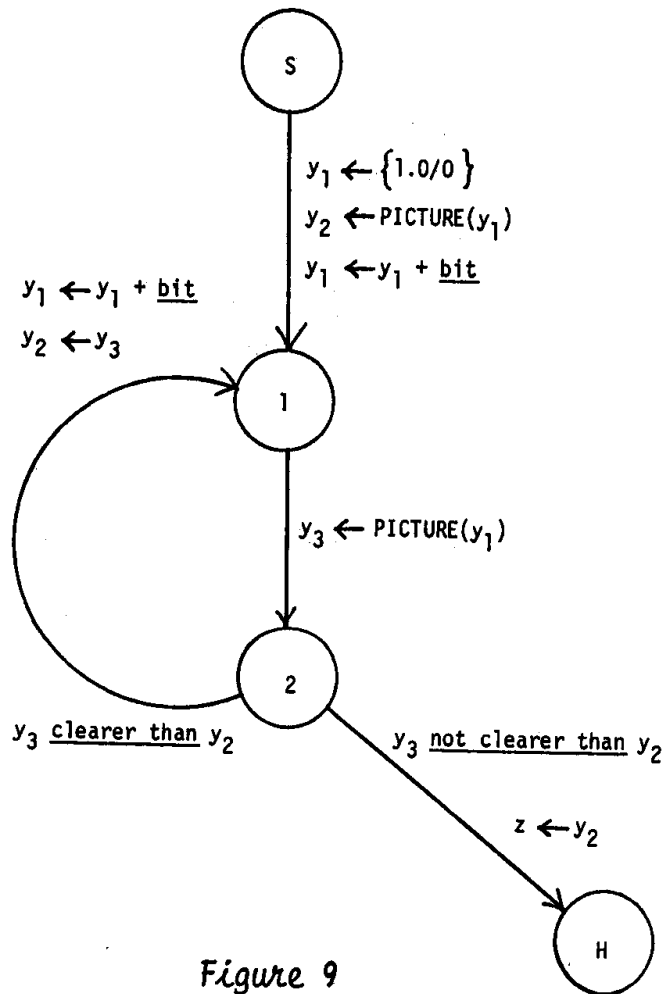 S
y₁ ← {1.0/0}
y₂ ← PICTURE(y₁)
y₁ ← y₁ + bit
y₁ ← y₁ + bit
y₂ ← y₃
1
y₃ ← PICTURE(y₁)
2
y₃ clearer than y₂
y₃ not clearer than y₂
z ← y₂
H
Figure 9